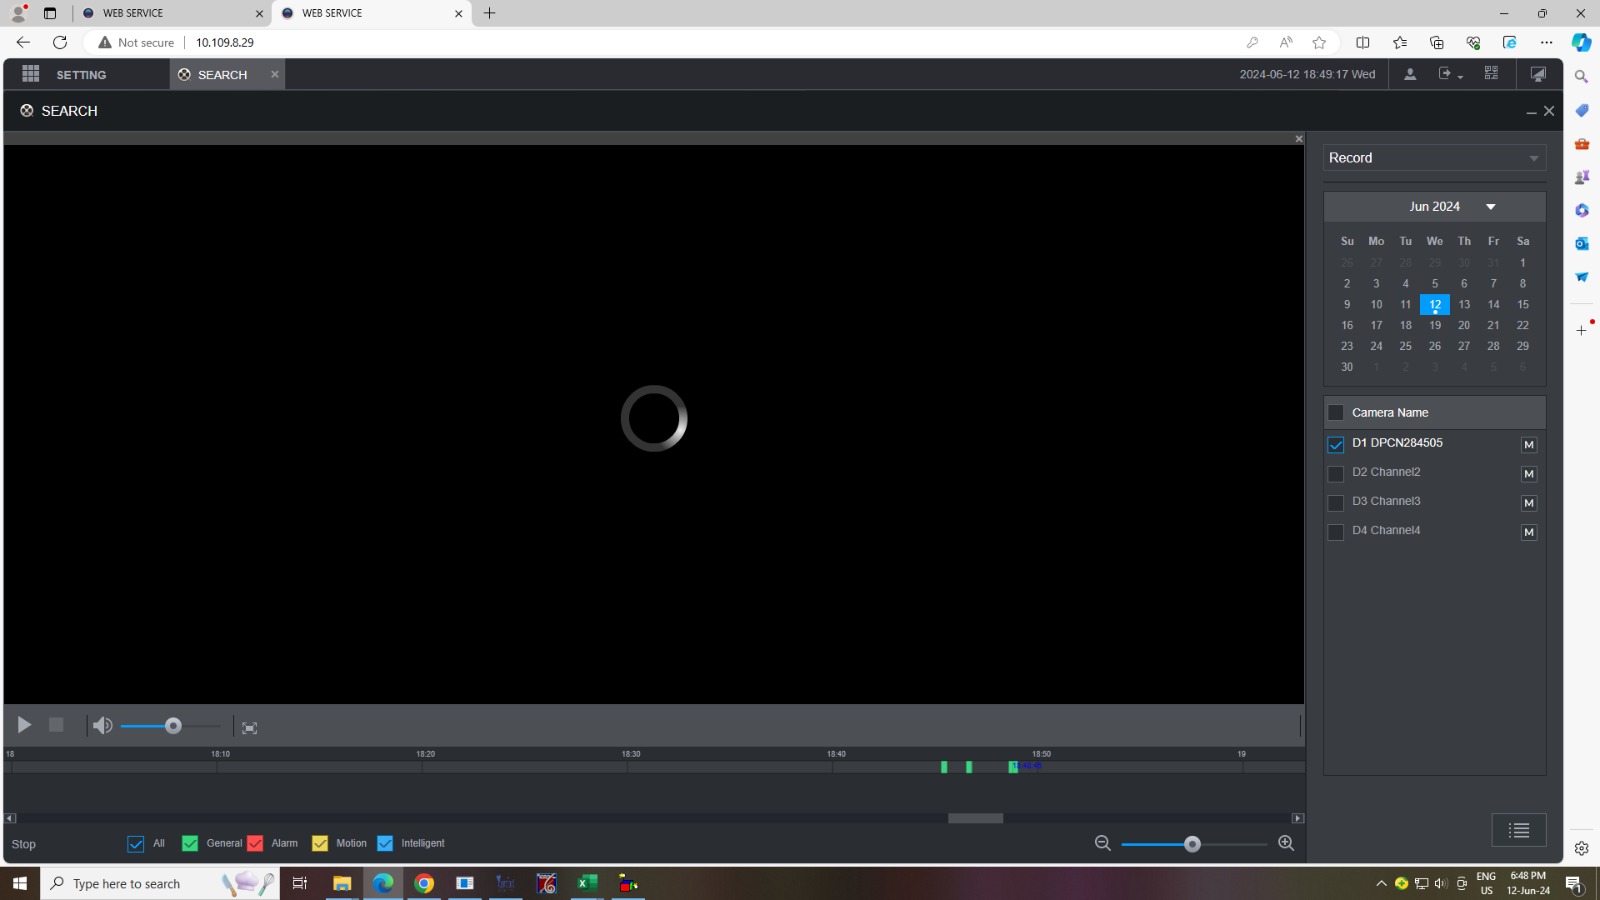 WEB SERVICE
WEB SERVICE
Not secure
10.109.8.29
SETTING
SEARCH
2024-06-12 18:49:17 Wed
SEARCH
Record
Jun 2024
Su Mo Tu We Th Fr Sa
26 27 28 29 30 31 1
2 3 4 5 6 7 8
9 10 11 12 13 14 15
16 17 18 19 20 21 22
23 24 25 26 27 28 29
30 1 2 3 4 5 6
Camera Name
D1 DPCN284505 M
D2 Channel2 M
D3 Channel3 M
D4 Channel4 M
18 18:10 18:20 18:30 18:40 18:50 19
Stop
All General Alarm Motion Intelligent
Type here to search
ENG
US
6:48 PM
12-Jun-24
1